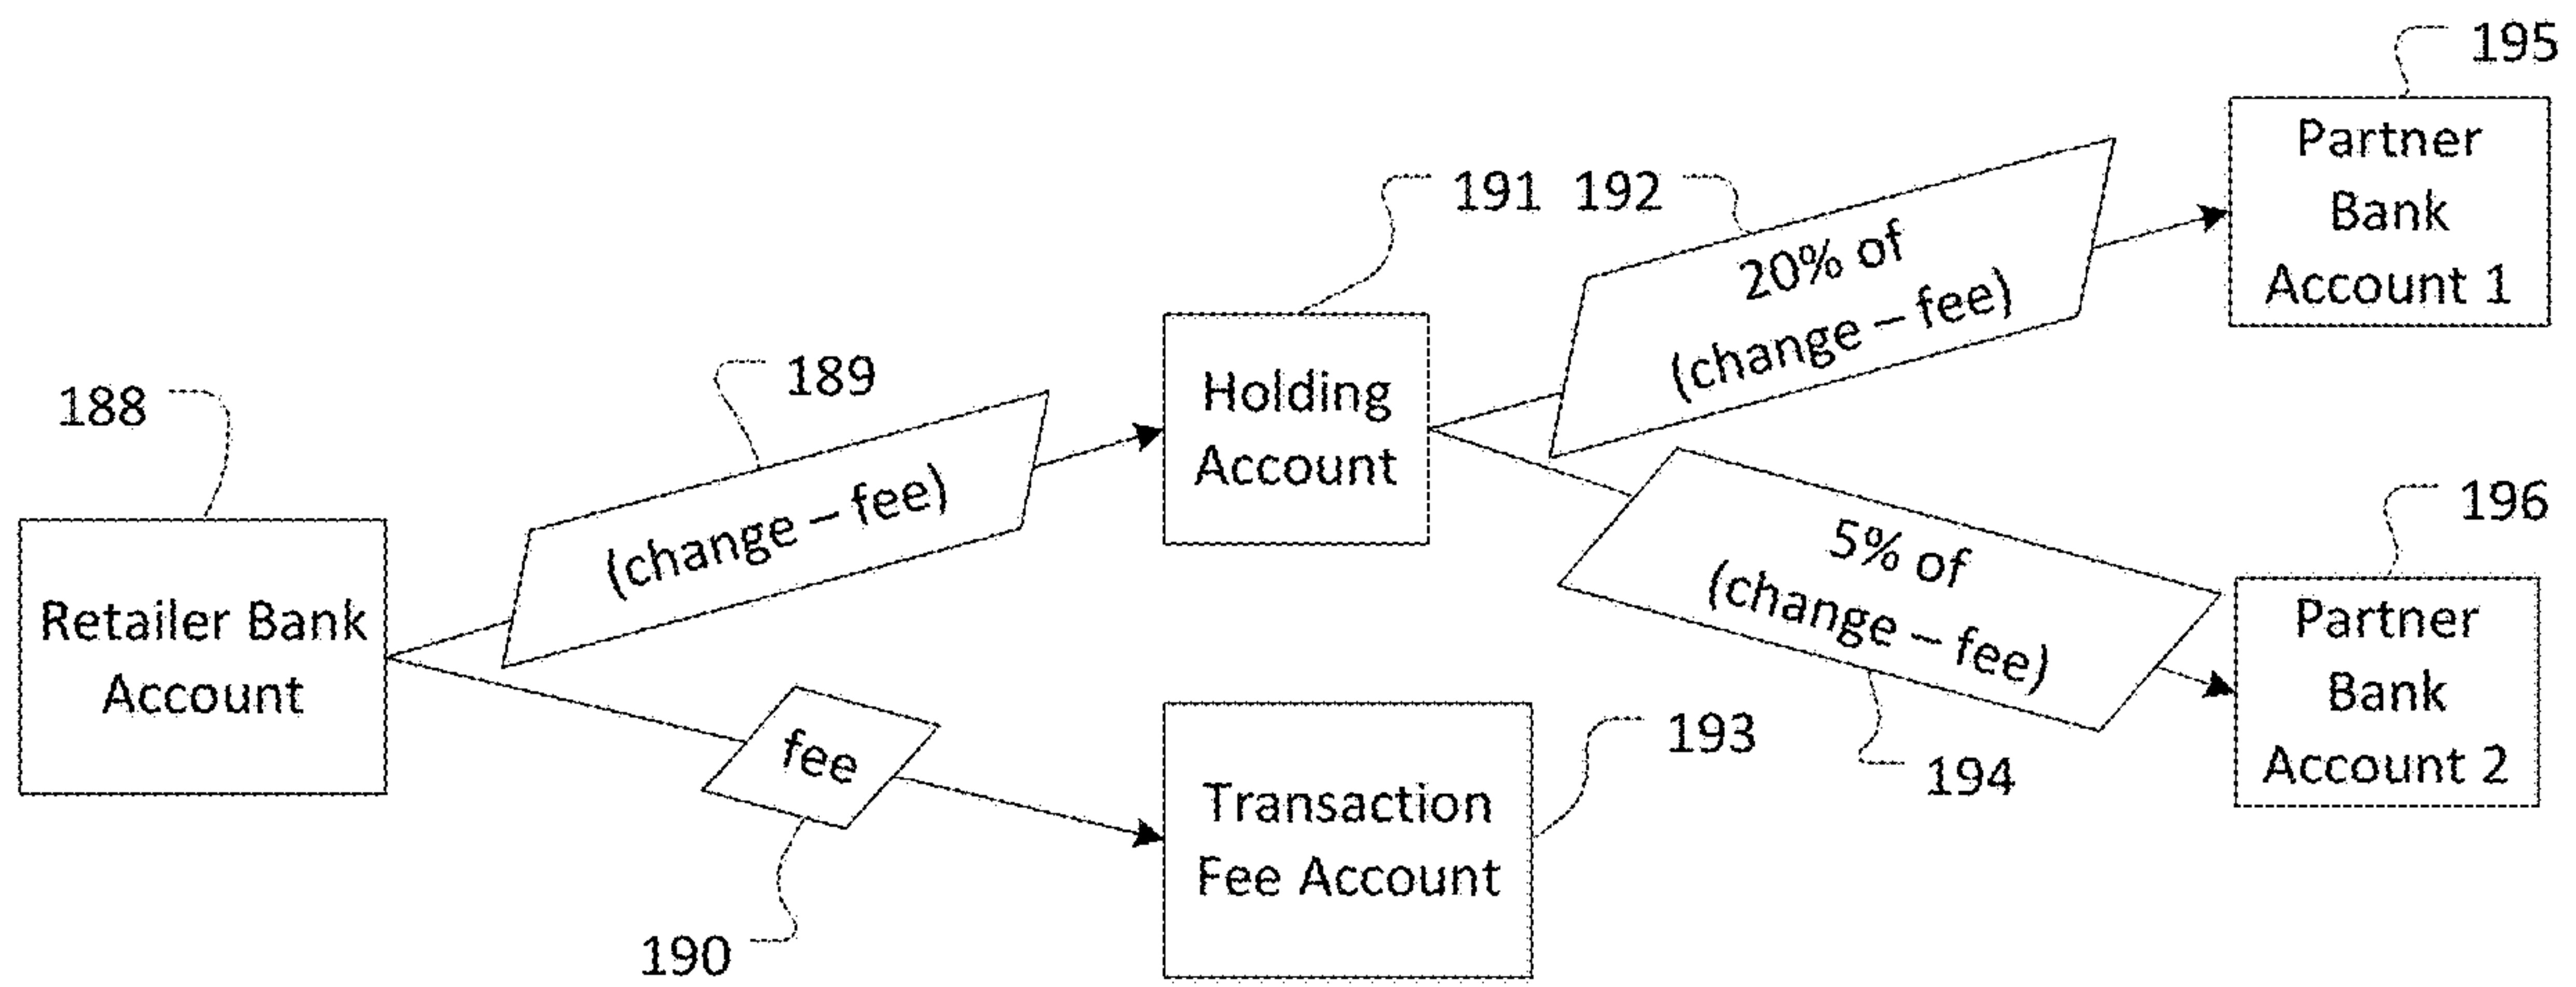 195
Partner
Bank
Account 1
191
192
20% of
(change – fee)
189
Holding
Account
188
(change – fee)
196
5% of
(change – fee)
Partner
Bank
Account 2
Retailer Bank
Account
fee
193
194
Transaction
Fee Account
190